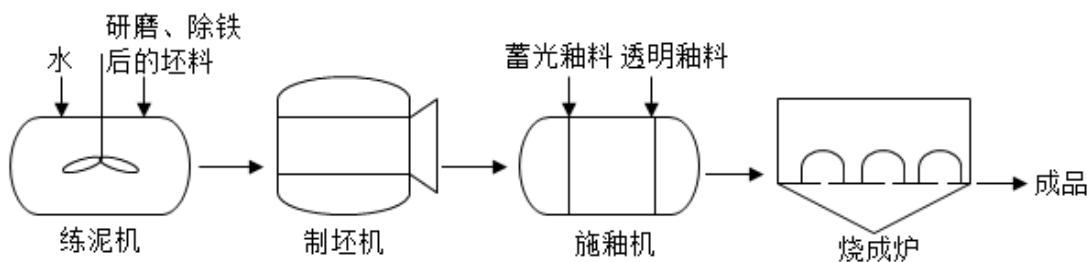 水
研磨、除铁
后的坯料
蓄光釉料 透明釉料
成品
练泥机
制坯机
施釉机
烧成炉